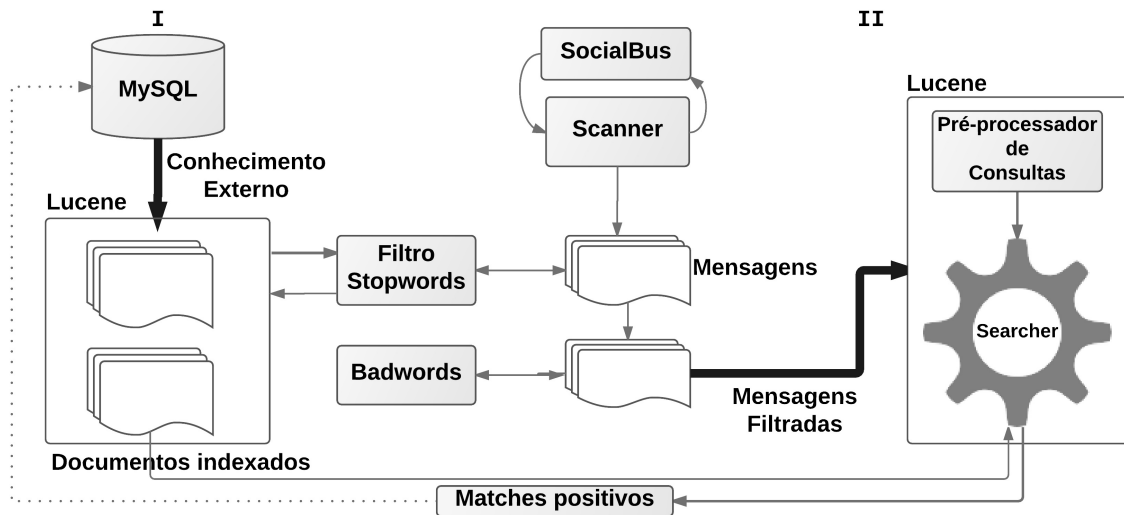 I
II
MySQL
SocialBus
Scanner
Lucene
Pré-processador
de
Consultas
Conhecimento
Externo
Lucene
Filtro
Stopwords
Mensagens
Searcher
Badwords
Mensagens
Filtradas
Documentos indexados
Matches positivos